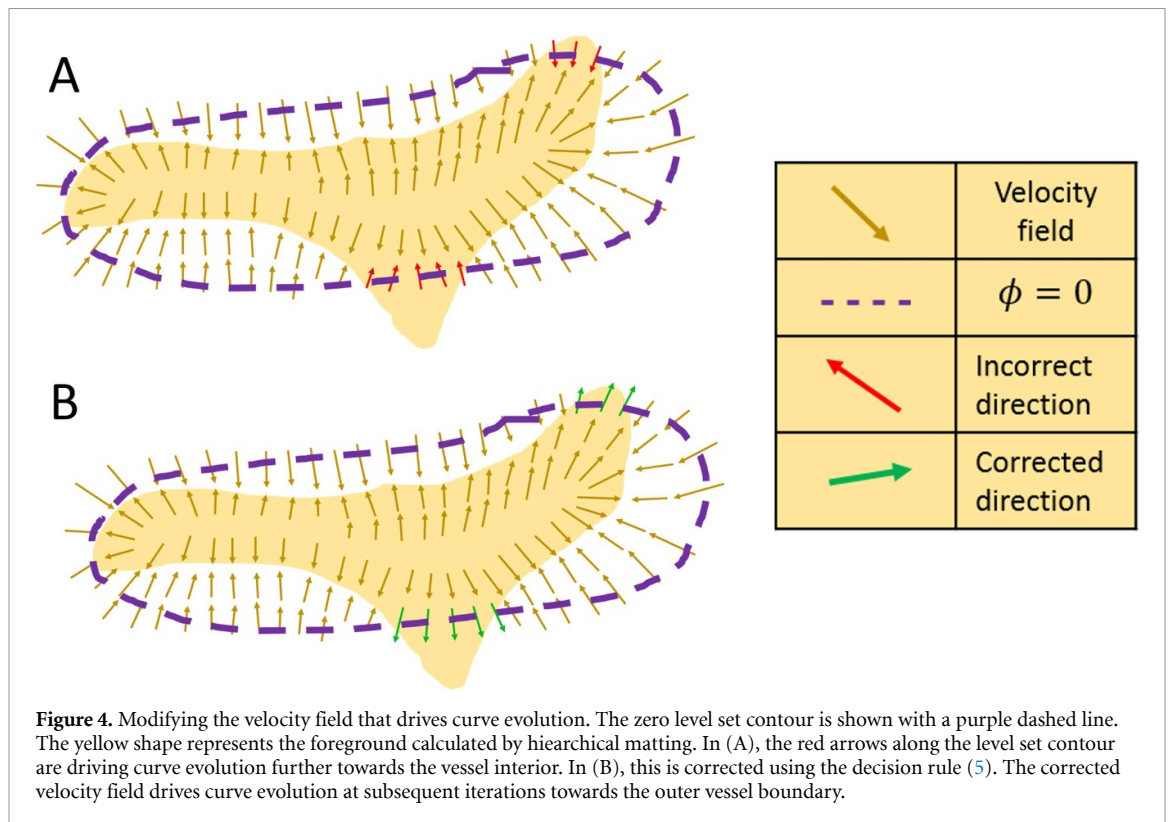 A
B
Velocity
field
ϕ = 0
Incorrect
direction
Corrected
direction
Figure 4. Modifying the velocity field that drives curve evolution. The zero level set contour is shown with a purple dashed line.
The yellow shape represents the foreground calculated by hiearchical matting. In (A), the red arrows along the level set contour
are driving curve evolution further towards the vessel interior. In (B), this is corrected using the decision rule (5). The corrected
velocity field drives curve evolution at subsequent iterations towards the outer vessel boundary.